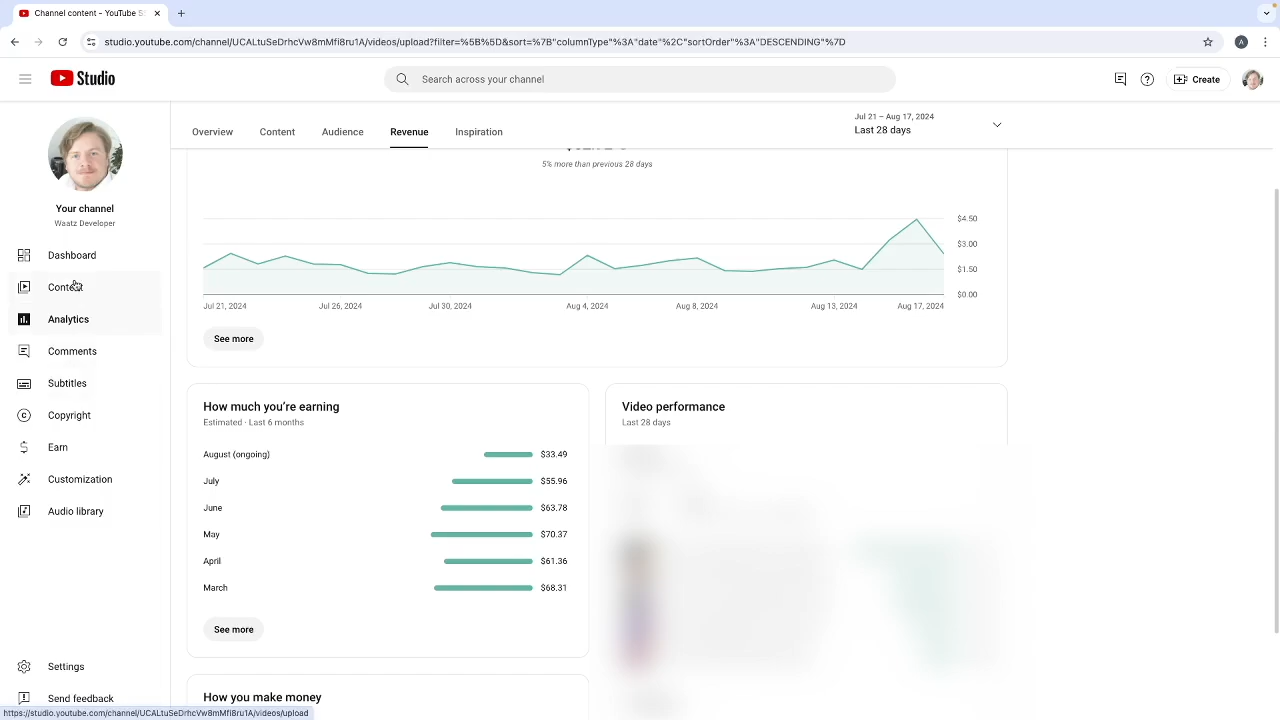 Channel content - YouTube S
studio.youtube.com/channel/UCALtuSeDrhcVw8mMfi8ru1A/videos/upload?filter=%5B%5D&sort=%7B"columnType"%3A"date"%2C"sortOrder"%3A"DESCENDING"%7D
A
Studio
Search across your channel
Create
Your channel
Waatz Developer
Dashboard
Content
Analytics
Comments
Subtitles
Copyright
Earn
Customization
Audio library
Settings
Send feedback
Overview
Content
Audience
Revenue
Inspiration
Jul 21 – Aug 17, 2024
Last 28 days
5% more than previous 28 days
$4.50
$3.00
$1.50
$0.00
Jul 21, 2024
Jul 26, 2024
Jul 30, 2024
Aug 4, 2024
Aug 8, 2024
Aug 13, 2024
Aug 17, 2024
See more
How much you’re earning
Estimated · Last 6 months
August (ongoing) $33.49
July $55.96
June $63.78
May $70.37
April $61.36
March $68.31
See more
Video performance
Last 28 days
How you make money
https://studio.youtube.com/channel/UCALtuSeDrhcVw8mMfi8ru1A/videos/upload